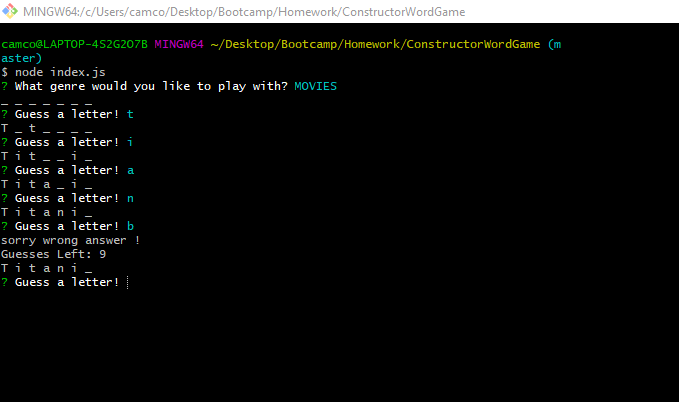 MINGW64:/c/Users/camco/Desktop/Bootcamp/Homework/ConstructorWordGame
camco@LAPTOP-4S2G2O7B MINGW64 ~/Desktop/Bootcamp/Homework/ConstructorWordGame (m
aster)
$ node index.js
? What genre would you like to play with? MOVIES
_ _ _ _ _ _ _
? Guess a letter! t
T _ t _ _ _ _
? Guess a letter! i
T i t _ _ i _
? Guess a letter! a
T i t a _ i _
? Guess a letter! n
T i t a n i _
? Guess a letter! b
sorry wrong answer !
Guesses Left: 9
T i t a n i _
? Guess a letter!